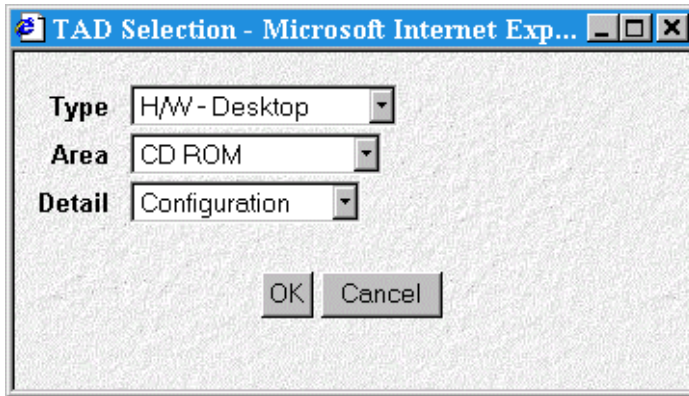 TAD Selection - Microsoft Internet Exp...
Type H/W - Desktop
Area CD ROM
Detail Configuration
OK Cancel